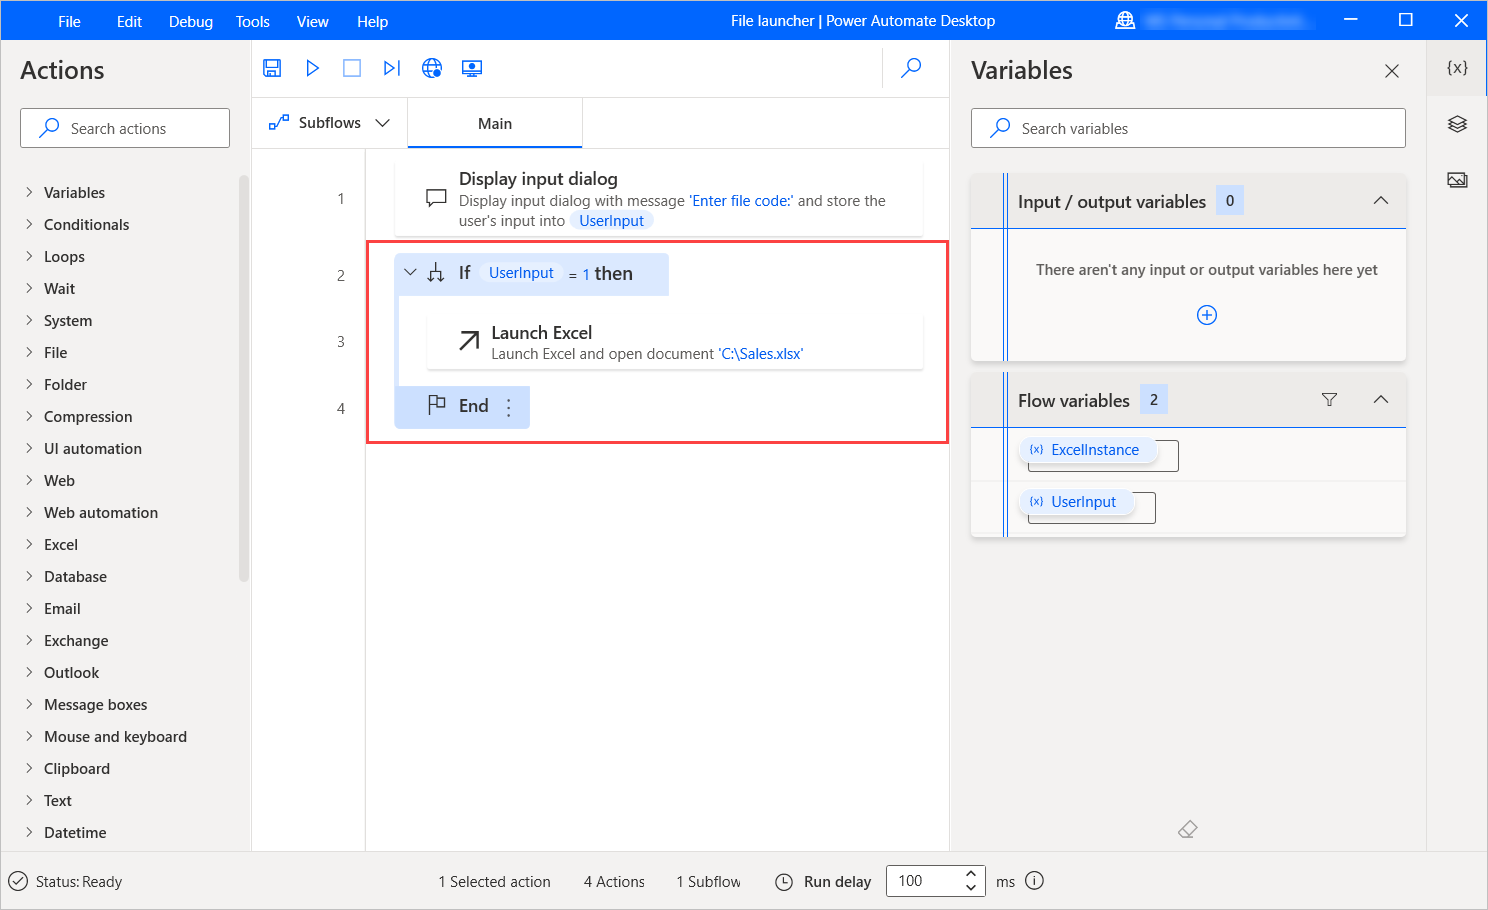 File Edit Debug Tools View Help
File launcher | Power Automate Desktop
Actions
Search actions
Variables
Conditionals
Loops
Wait
System
File
Folder
Compression
UI automation
Web
Web automation
Excel
Database
Email
Exchange
Outlook
Message boxes
Mouse and keyboard
Clipboard
Text
Datetime
Subflows
Main
1
Display input dialog
Display input dialog with message 'Enter file code:' and store the
user's input into UserInput
2
If UserInput = 1 then
3
Launch Excel
Launch Excel and open document 'C:\Sales.xlsx'
4
End
Variables
{x}
Search variables
Input / output variables 0
There aren't any input or output variables here yet
Flow variables 2
{x} ExcelInstance
{x} UserInput
Status: Ready
1 Selected action
4 Actions
1 Subflow
Run delay
100
ms